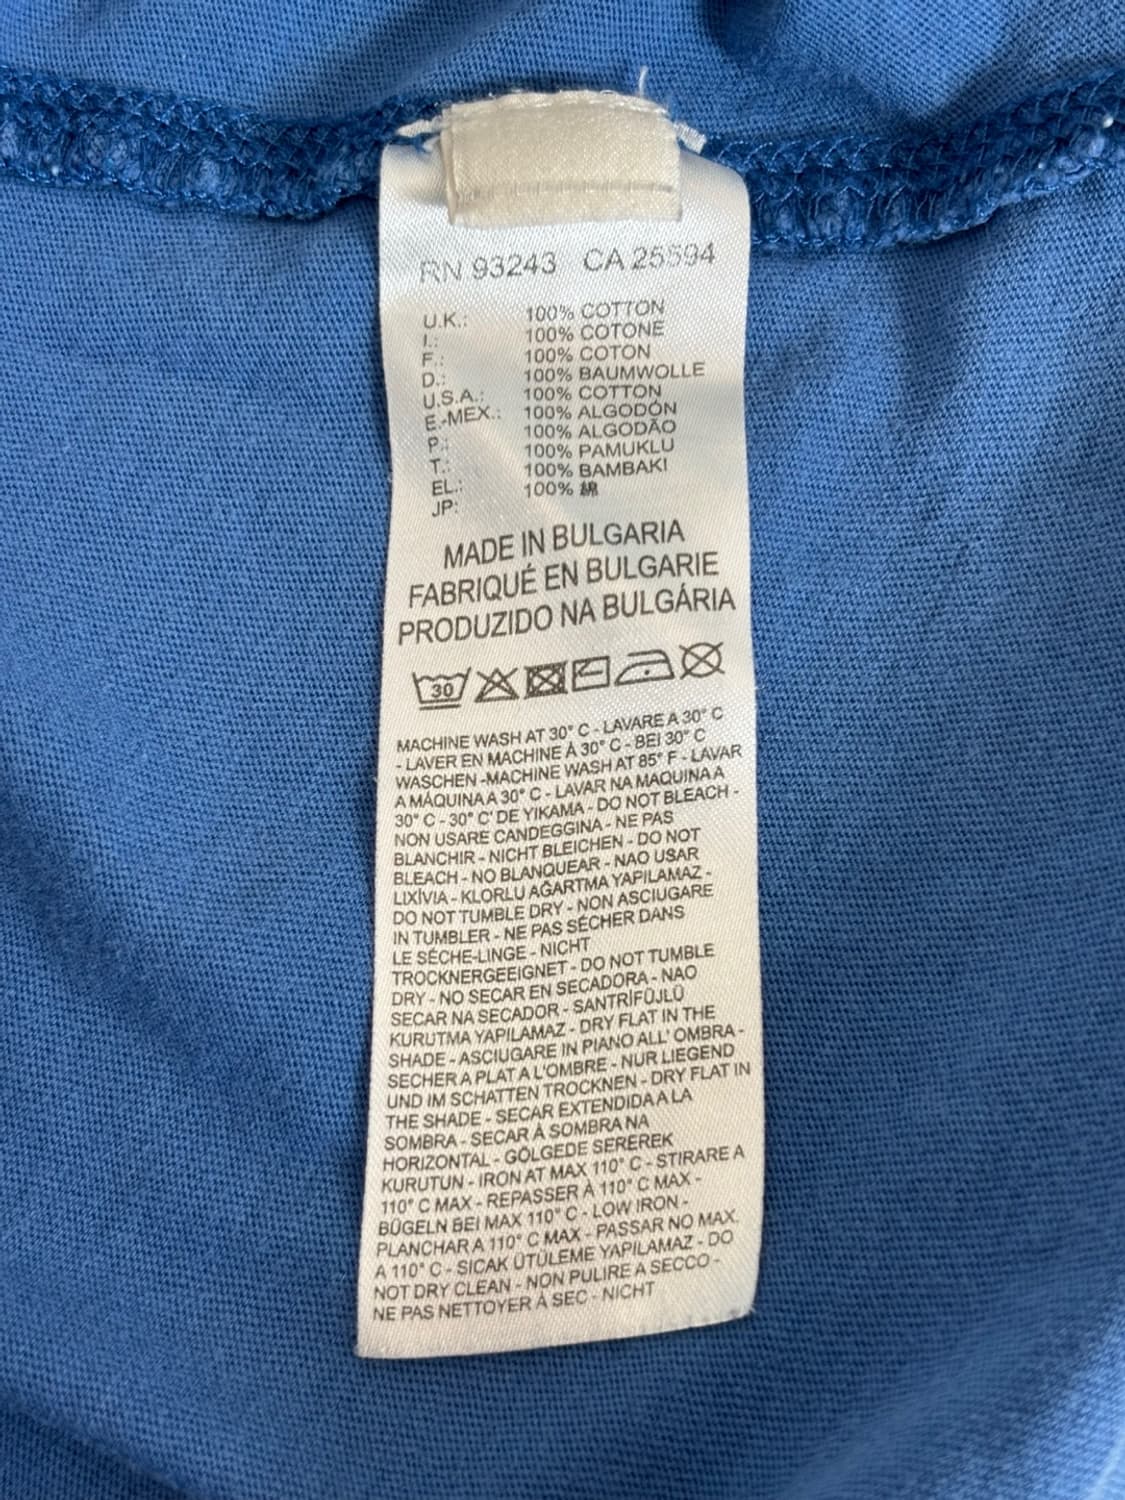 RN 93243 CA 25594
U.K.: 100% COTTON
I.: 100% COTONE
F.: 100% COTON
D.: 100% BAUMWOLLE
U.S.A.: 100% COTTON
E.-MEX.: 100% ALGODÓN
P.: 100% ALGODÃO
T.: 100% PAMUKLU
EL.: 100% BAMBAKI
JP: 100% 綿
MADE IN BULGARIA
FABRIQUÉ EN BULGARIE
PRODUZIDO NA BULGÁRIA
30
MACHINE WASH AT 30° C - LAVARE A 30° C
- LAVER EN MACHINE À 30° C - BEI 30° C
WASCHEN -MACHINE WASH AT 85° F - LAVAR
A MÁQUINA A 30° C - LAVAR NA MAQUINA A
30° C - 30° C' DE YIKAMA - DO NOT BLEACH -
NON USARE CANDEGGINA - NE PAS
BLANCHIR - NICHT BLEICHEN - DO NOT
BLEACH - NO BLANQUEAR - NAO USAR
LIXÍVIA - KLORLU AĞARTMA YAPILAMAZ -
DO NOT TUMBLE DRY - NON ASCIUGARE
IN TUMBLER - NE PAS SÉCHER DANS
LE SÉCHE-LINGE - NICHT
TROCKNERGEEIGNET - DO NOT TUMBLE
DRY - NO SECAR EN SECADORA - NAO
SECAR NA SECADOR - SANTRİFÜJLÜ
KURUTMA YAPILAMAZ - DRY FLAT IN THE
SHADE - ASCIUGARE IN PIANO ALL' OMBRA -
SECHER A PLAT A L'OMBRE - NUR LIEGEND
UND IM SCHATTEN TROCKNEN - DRY FLAT IN
THE SHADE - SECAR EXTENDIDA A LA
SOMBRA - SECAR À SOMBRA NA
HORIZONTAL - GÖLGEDE SEREREK
KURUTUN - IRON AT MAX 110° C - STIRARE A
110° C MAX - REPASSER À 110° C MAX -
BÜGELN BEI MAX 110° C - LOW IRON -
PLANCHAR A 110° C MAX - PASSAR NO MAX.
A 110° C - SICAK ÜTÜLEME YAPILAMAZ - DO
NOT DRY CLEAN - NON PULIRE A SECCO -
NE PAS NETTOYER À SEC - NICHT